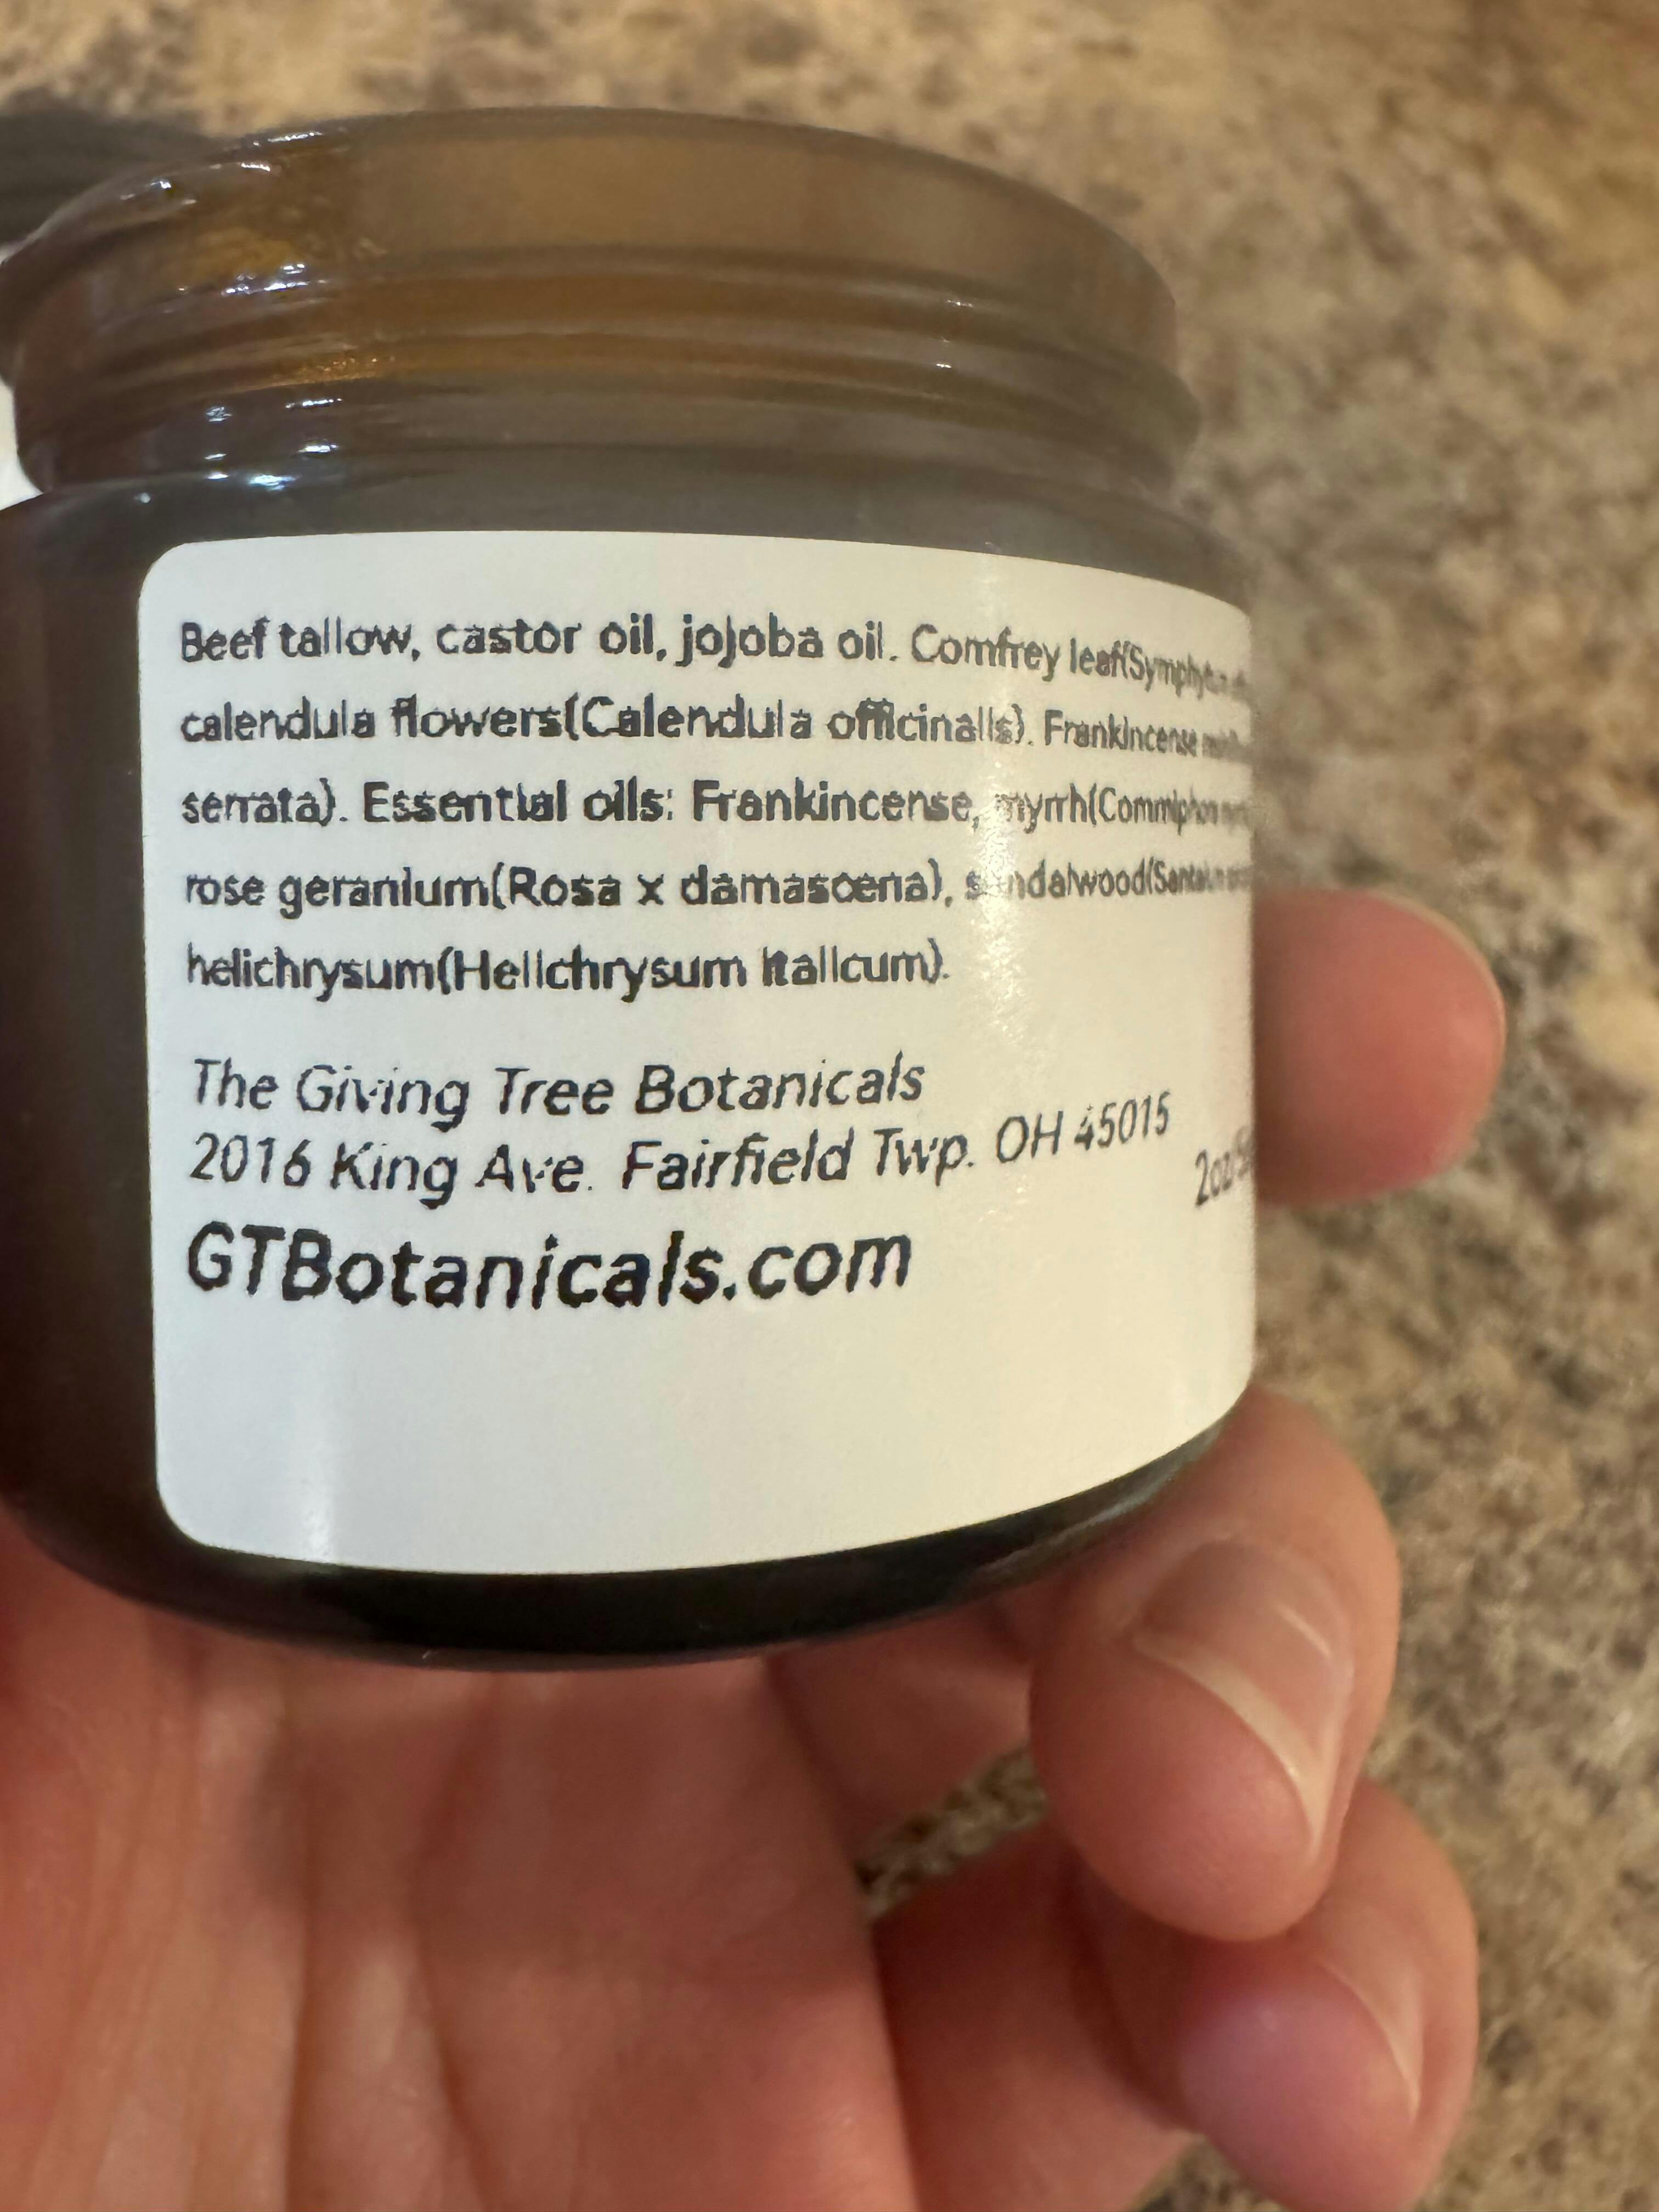 Beef tallow, castor oil, jojoba oil. Comfrey leaf(
calendula flowers(Calendula officinalis). Frankincense
serrata). Essential oils: Frankincense, myrrh(
rose geranium(Rosa x damascena), sandalwood(
helichrysum(Helichrysum italicum).
The Giving Tree Botanicals
2016 King Ave. Fairfield Twp. OH 45015
GTBotanicals.com